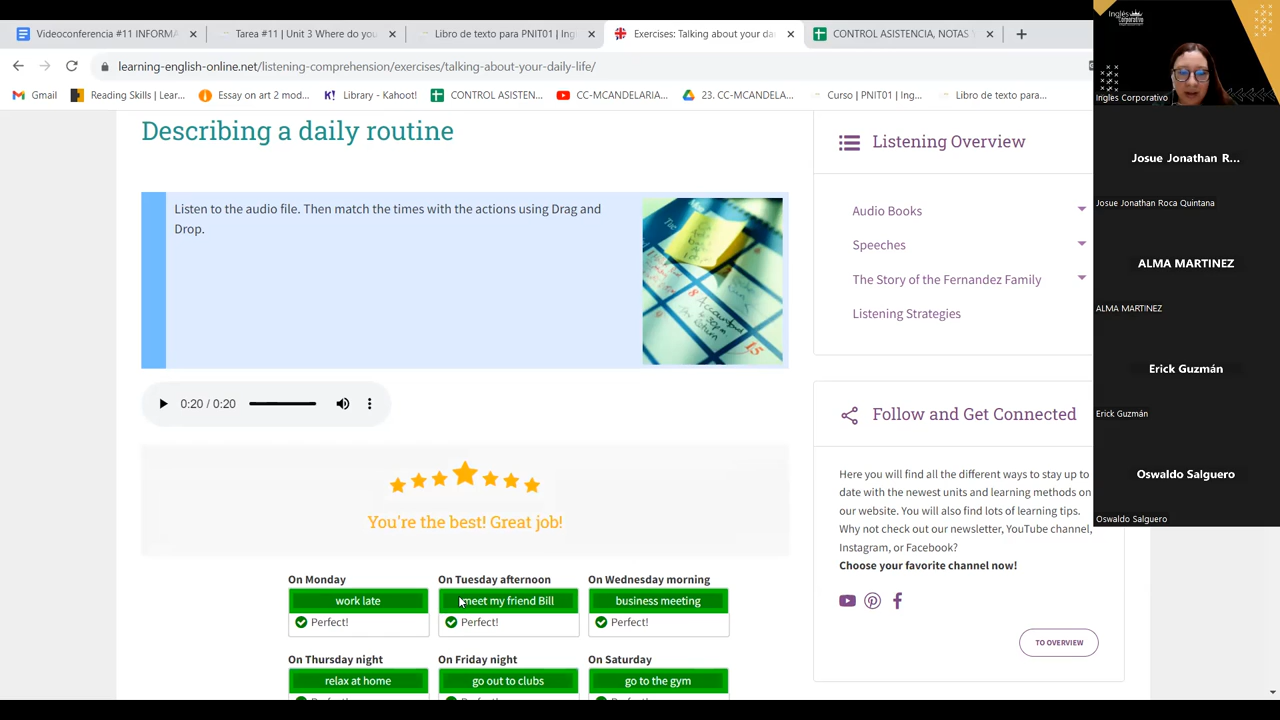 Videoconferencia #11 INFORMA
Tarea #11 | Unit 3 Where do you
Libro de texto para PNIT01 | Ingl
Exercises: Talking about your da
CONTROL ASISTENCIA, NOTAS
learning-english-online.net/listening-comprehension/exercises/talking-about-your-daily-life/
Gmail
Reading Skills | Lear...
Essay on art 2 mod...
Library - Kaho
CONTROL ASISTEN...
CC-MCANDELARIA...
23. CC-MCANDELA...
Curso | PNIT01 | Ing...
Libro de texto para...
Describing a daily routine
Listen to the audio file. Then match the times with the actions using Drag and
Drop.
0:20 / 0:20
You're the best! Great job!
On Monday
work late
Perfect!
On Tuesday afternoon
meet my friend Bill
Perfect!
On Wednesday morning
business meeting
Perfect!
On Thursday night
relax at home
On Friday night
go out to clubs
On Saturday
go to the gym
Listening Overview
Audio Books
Speeches
The Story of the Fernandez Family
Listening Strategies
Follow and Get Connected
Here you will find all the different ways to stay up to
date with the newest units and learning methods on
our website. You will also find lots of learning tips.
Why not check out our newsletter, YouTube channel,
Instagram, or Facebook?
Choose your favorite channel now!
TO OVERVIEW
Inglés
Corporativo
Ingles Corporativo
Josue Jonathan R...
Josue Jonathan Roca Quintana
ALMA MARTINEZ
ALMA MARTINEZ
Erick Guzmán
Erick Guzmán
Oswaldo Salguero
Oswaldo Salguero